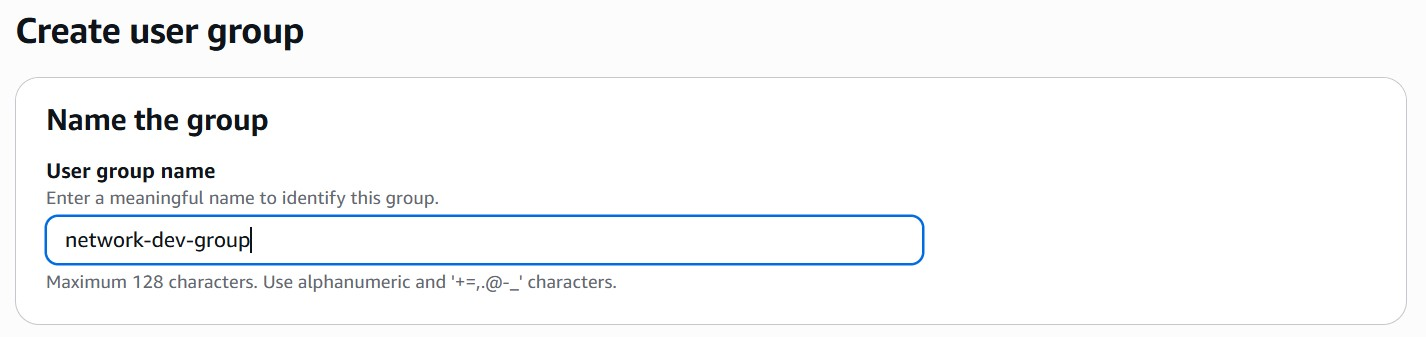 Create user group
Name the group
User group name
Enter a meaningful name to identify this group.
network-dev-group
Maximum 128 characters. Use alphanumeric and '+=,.@-_' characters.